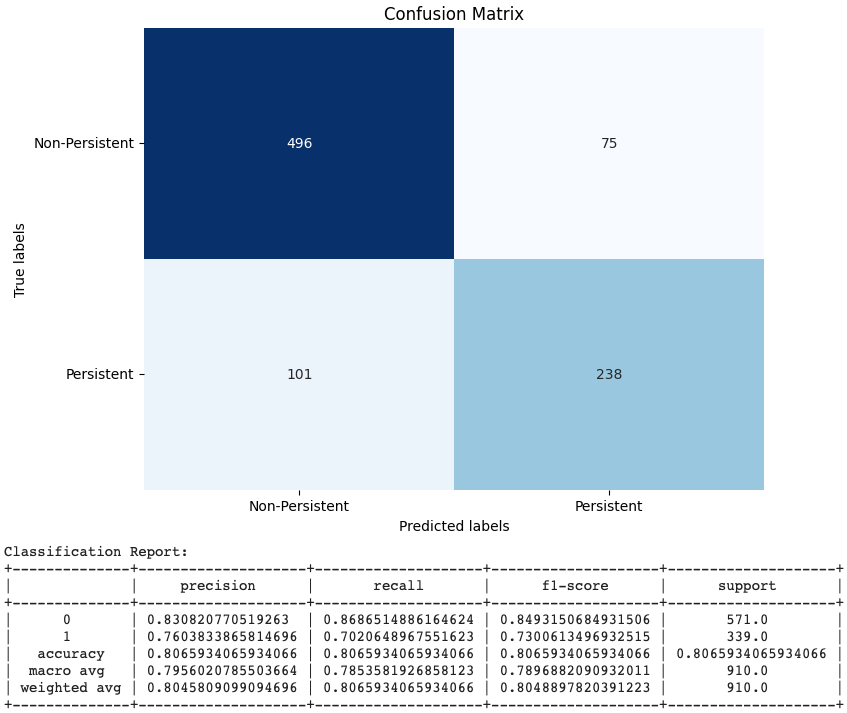 Confusion Matrix
Non-Persistent
496
75
True labels
Persistent
101
238
Non-Persistent
Persistent
Predicted labels
Classification Report:
+--------------+--------------------+--------------------+--------------------+--------------------+
|              |     precision      |       recall       |      f1-score      |      support       |
+--------------+--------------------+--------------------+--------------------+--------------------+
|      0       | 0.830820770519263  | 0.8686514886164624 | 0.8493150684931506 |       571.0        |
|      1       | 0.7603833865814696 | 0.7020648967551623 | 0.7300613496932515 |       339.0        |
|   accuracy   | 0.8065934065934066 | 0.8065934065934066 | 0.8065934065934066 | 0.8065934065934066 |
|  macro avg   | 0.7956020785503664 | 0.7853581926858123 | 0.7896882090932011 |       910.0        |
| weighted avg | 0.8045809099094696 | 0.8065934065934066 | 0.8048897820391223 |       910.0        |
+--------------+--------------------+--------------------+--------------------+--------------------+